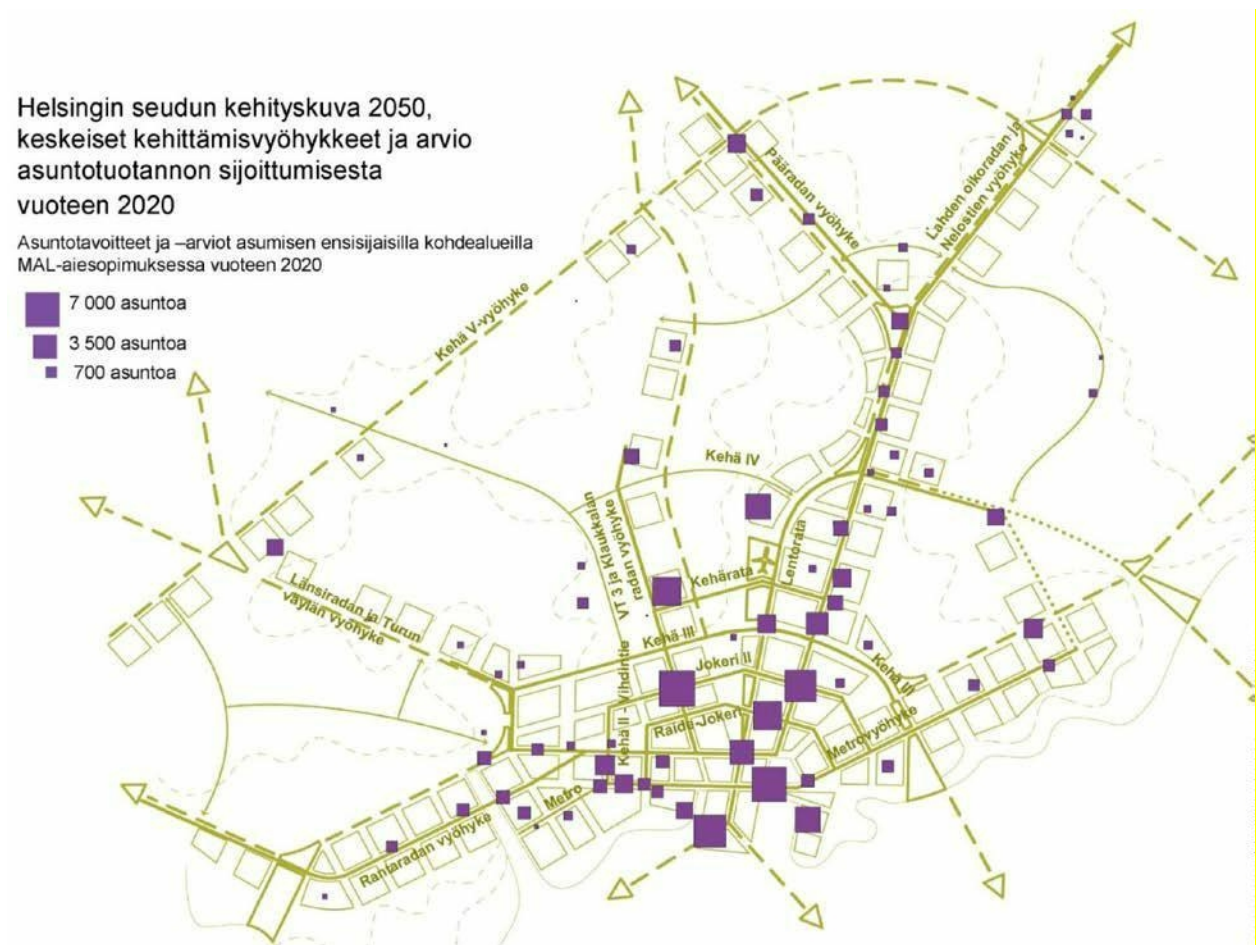 Helsingin seudun kehityskuva 2050,
keskeiset kehittämisvyöhykkeet ja arvio
asuntotuotannon sijoittumisesta
vuoteen 2020
Asuntotavoitteet ja –arviot asumisen ensisijaisilla kohdealueilla
MAL-aiesopimuksessa vuoteen 2020
7 000 asuntoa
3 500 asuntoa
700 asuntoa
Pääradan vyöhyke
Lahden oikoradan ja
Nelostien vyöhyke
Kehä V-vyöhyke
Kehä IV
VT 3 ja Klaukkalan
radan vyöhyke
Lentorata
Kehärata
Länsiradan ja Turun
väylän vyöhyke
Kehä III
Kehä III
Jokeri II
Kehä II - Vihdintie
Raide-Jokeri
Metrovyöhyke
Metro
Rantaradan vyöhyke